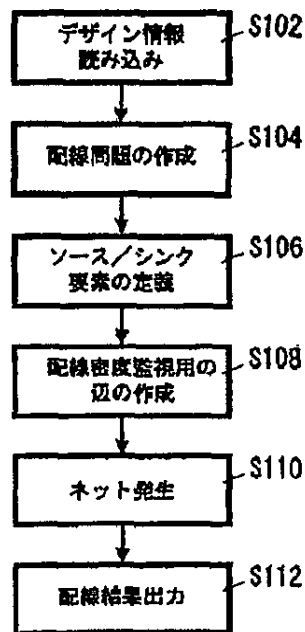 デザイン情報
読み込み
S102
配線問題の作成
S104
ソース／シンク
要素の定義
S106
配線密度監視用の
辺の作成
S108
ネット発生
S110
配線結果出力
S112